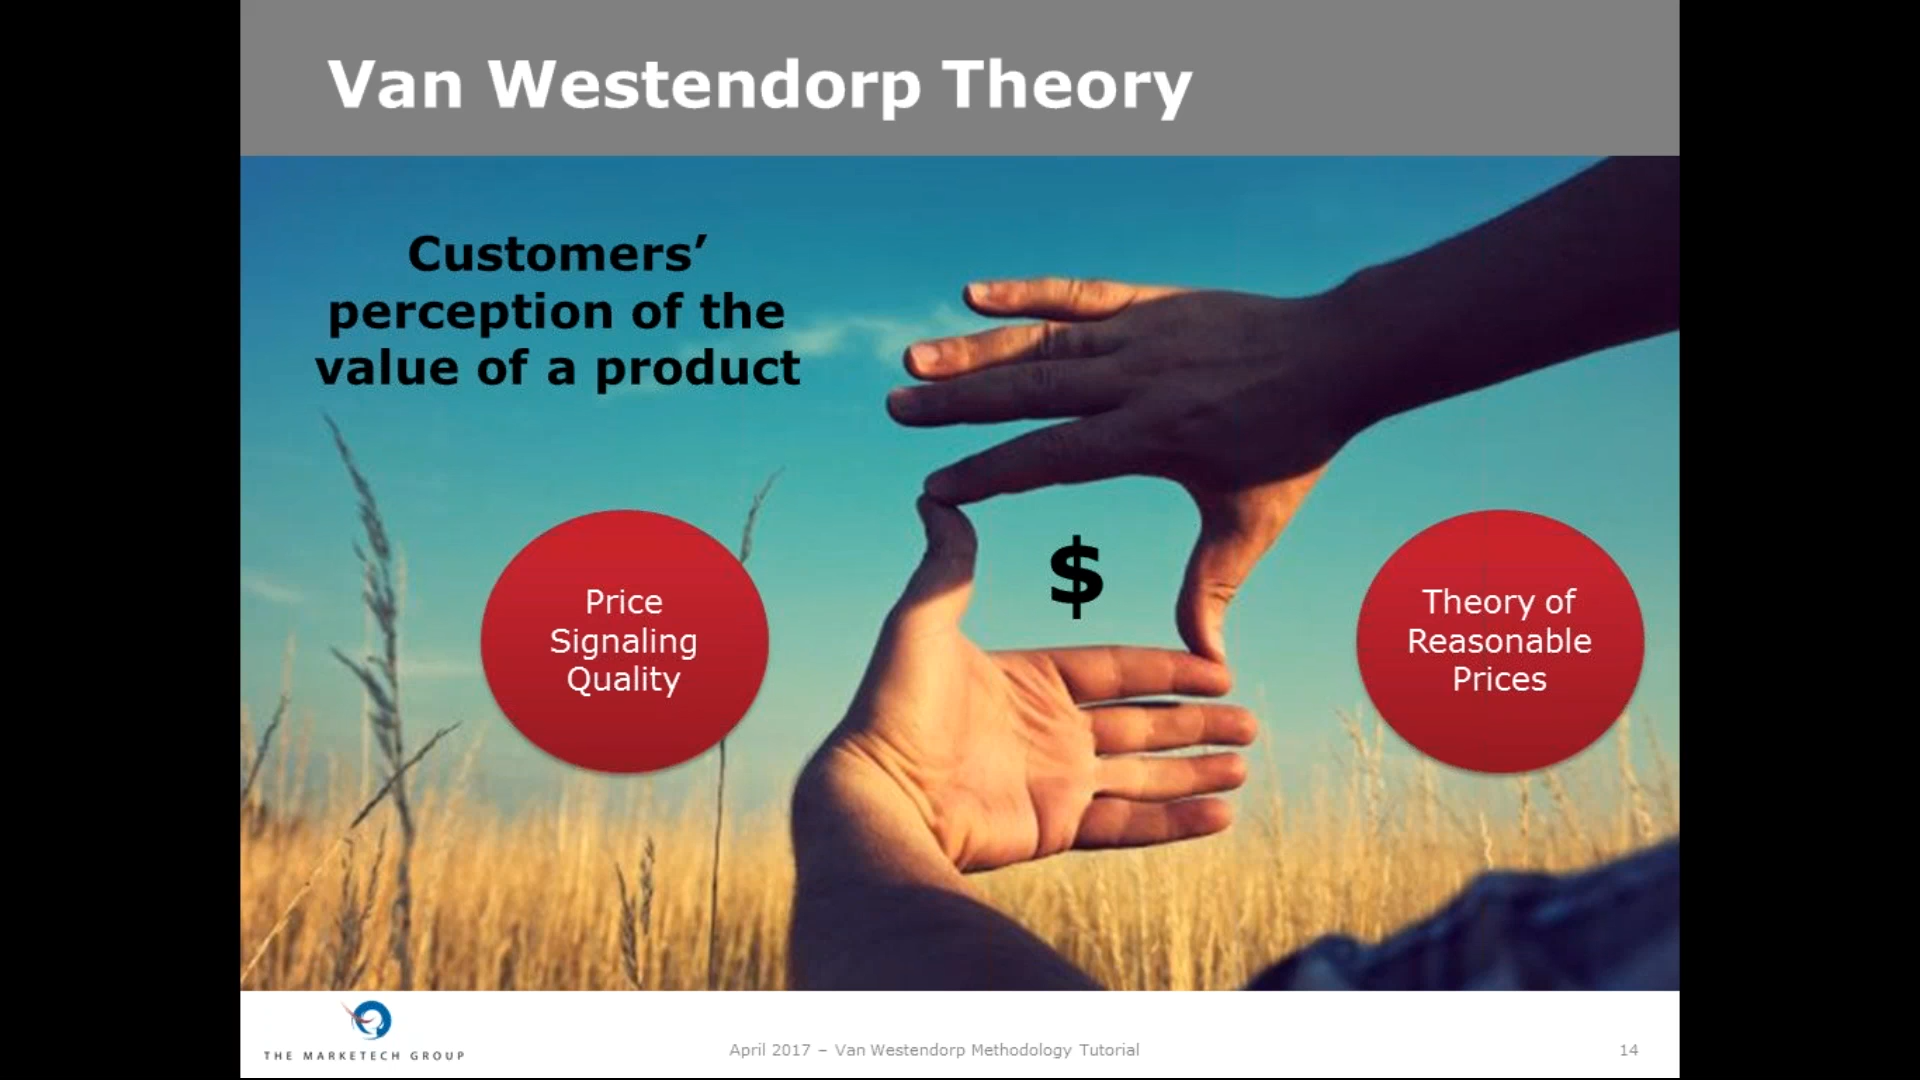 Van Westendorp Theory
Customers’
perception of the
value of a product
$
Price
Signaling
Quality
Theory of
Reasonable
Prices
THE MARKETECH GROUP
April 2017 – Van Westendorp Methodology Tutorial
14